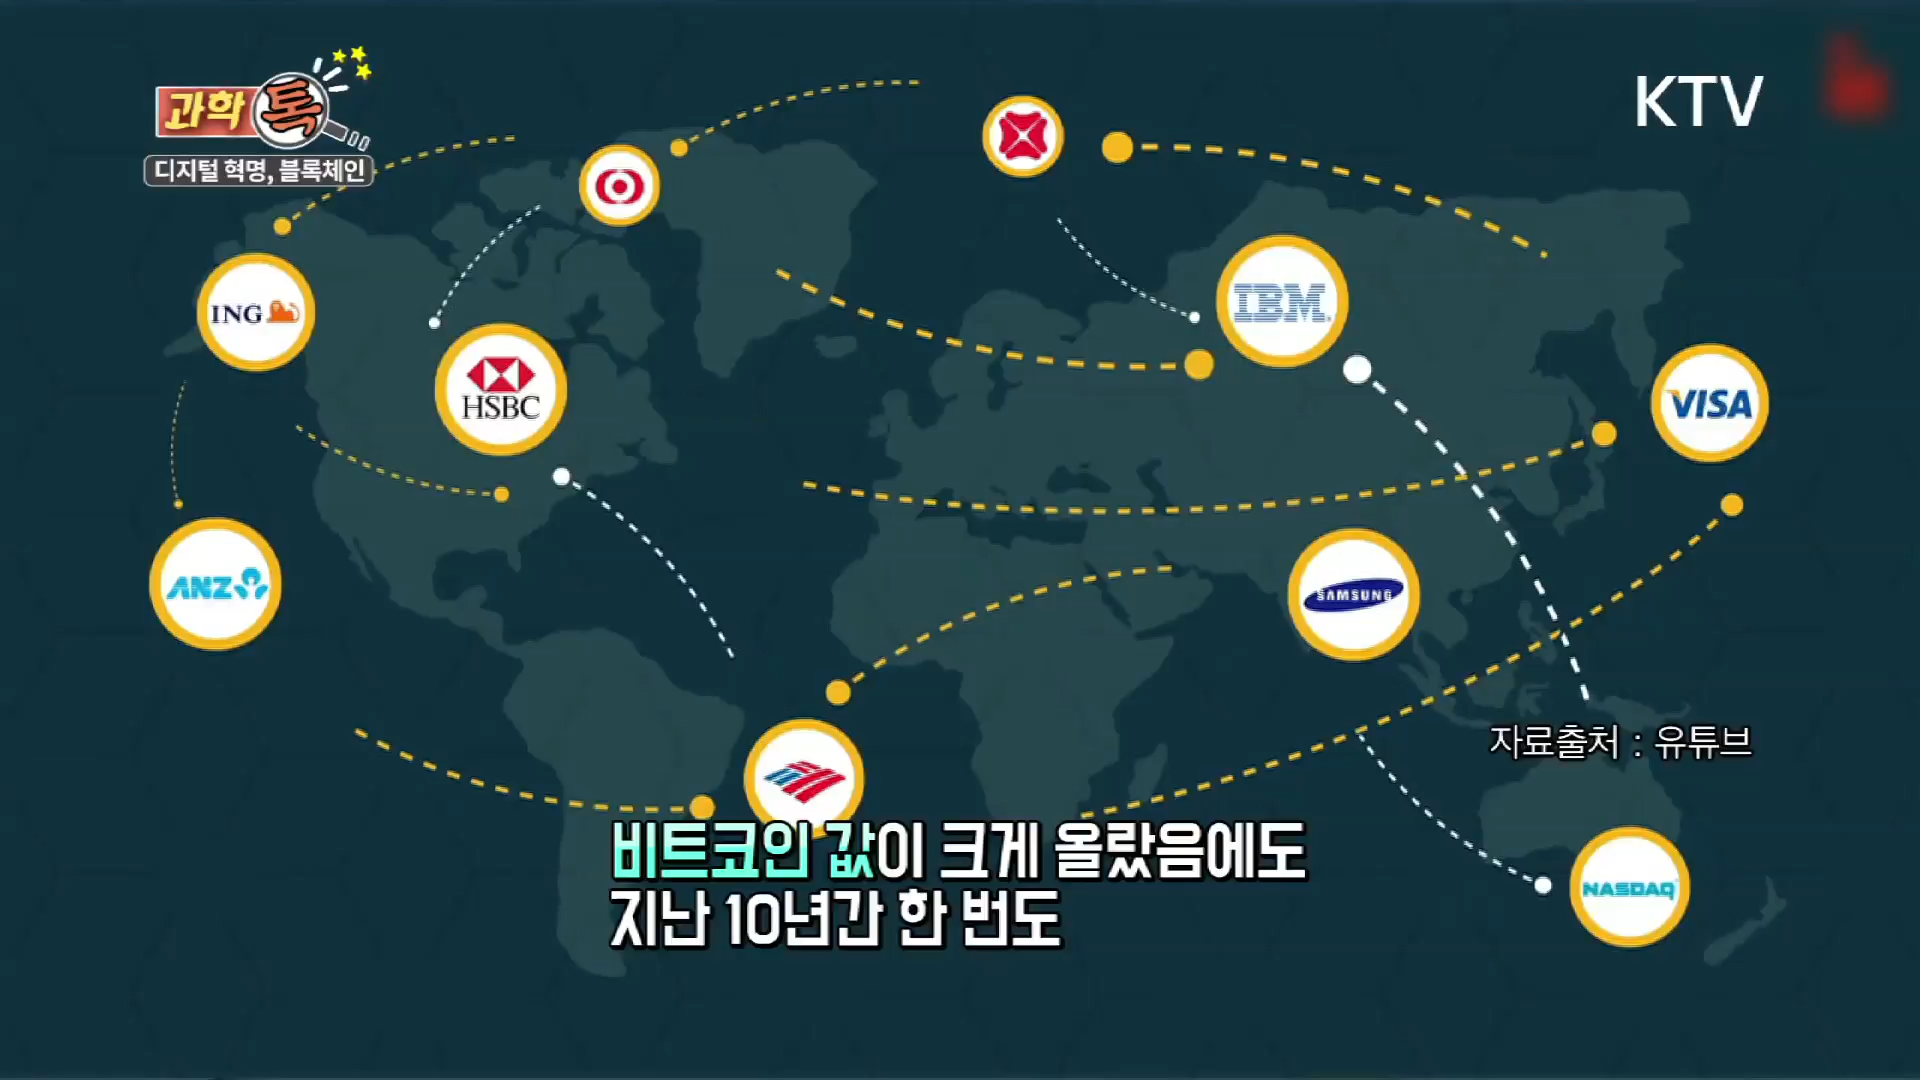 과학톡
디지털 혁명, 블록체인
KTV
ING
HSBC
IBM
VISA
ANZ
SAMSUNG
자료출처 : 유튜브
비트코인 값이 크게 올랐음에도
지난 10년간 한 번도
NASDAQ